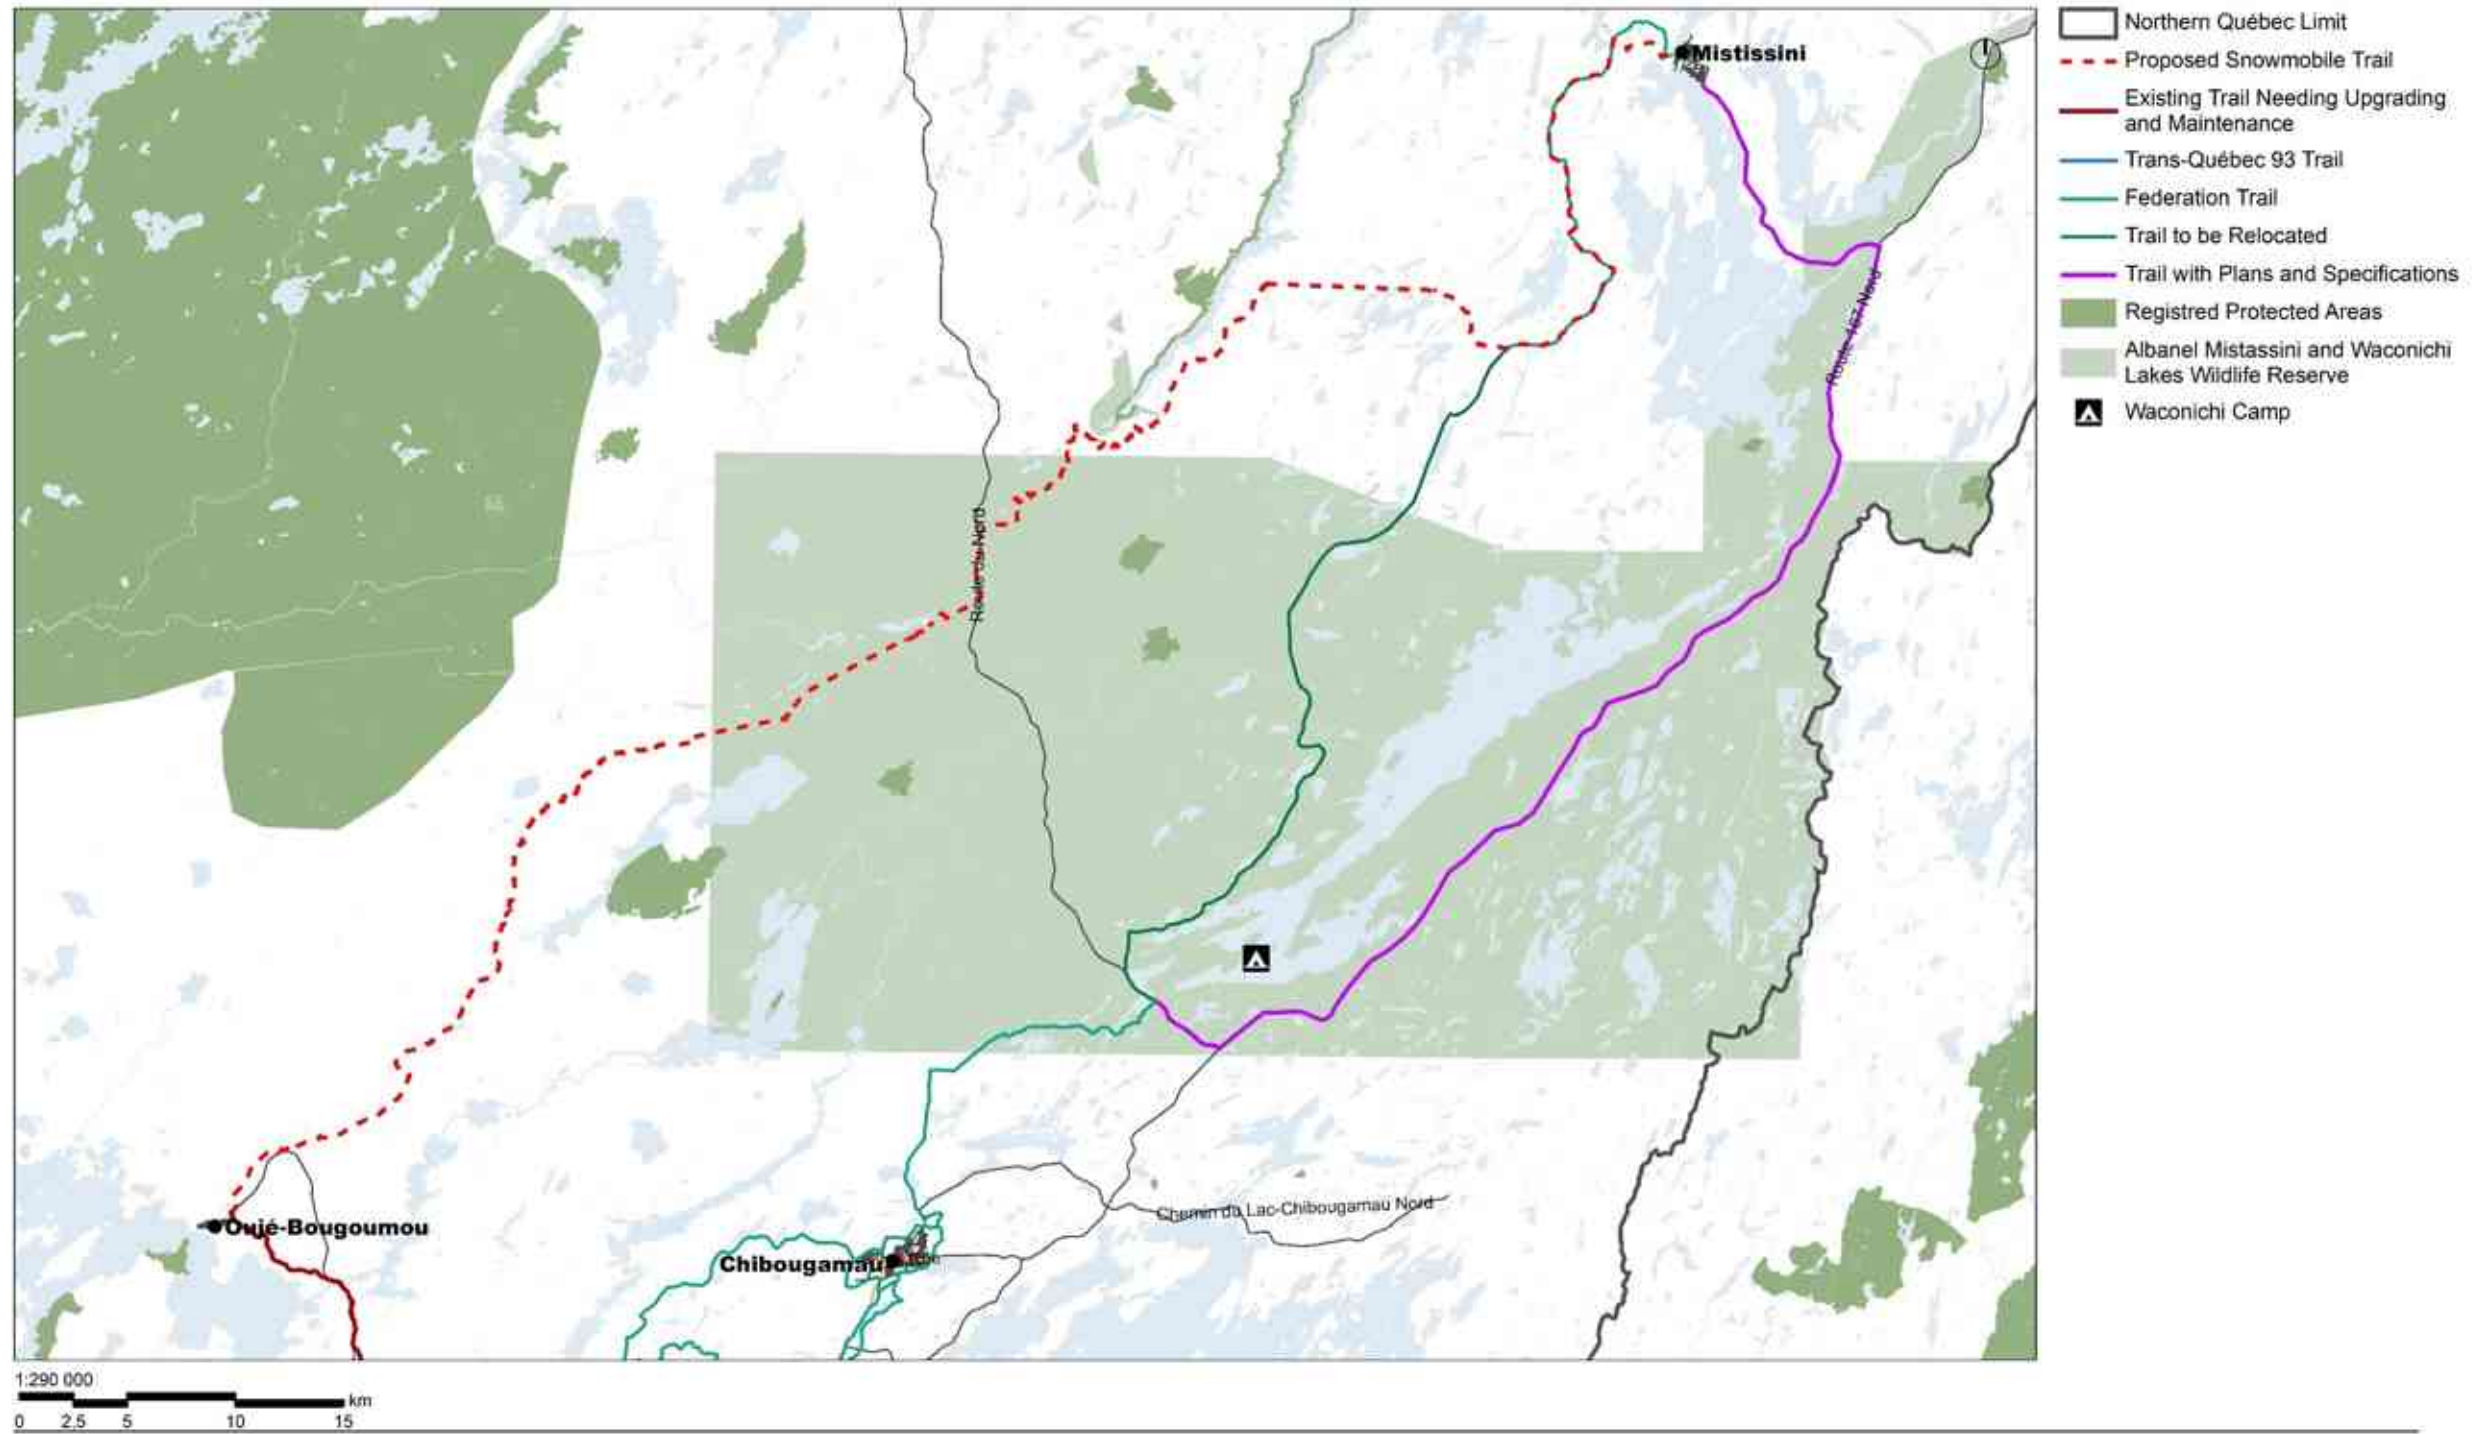 Northern Québec Limit
Proposed Snowmobile Trail
Existing Trail Needing Upgrading
and Maintenance
Trans-Québec 93 Trail
Federation Trail
Trail to be Relocated
Trail with Plans and Specifications
Registred Protected Areas
Albanel Mistassini and Waconichi
Lakes Wildlife Reserve
Waconichi Camp
Mistissini
Route 167 Nord
Route du Nord
Chemin du Lac-Chibougamau Nord
Oujé-Bougoumou
Chibougamau
1:290 000
km
0 2,5 5 10 15